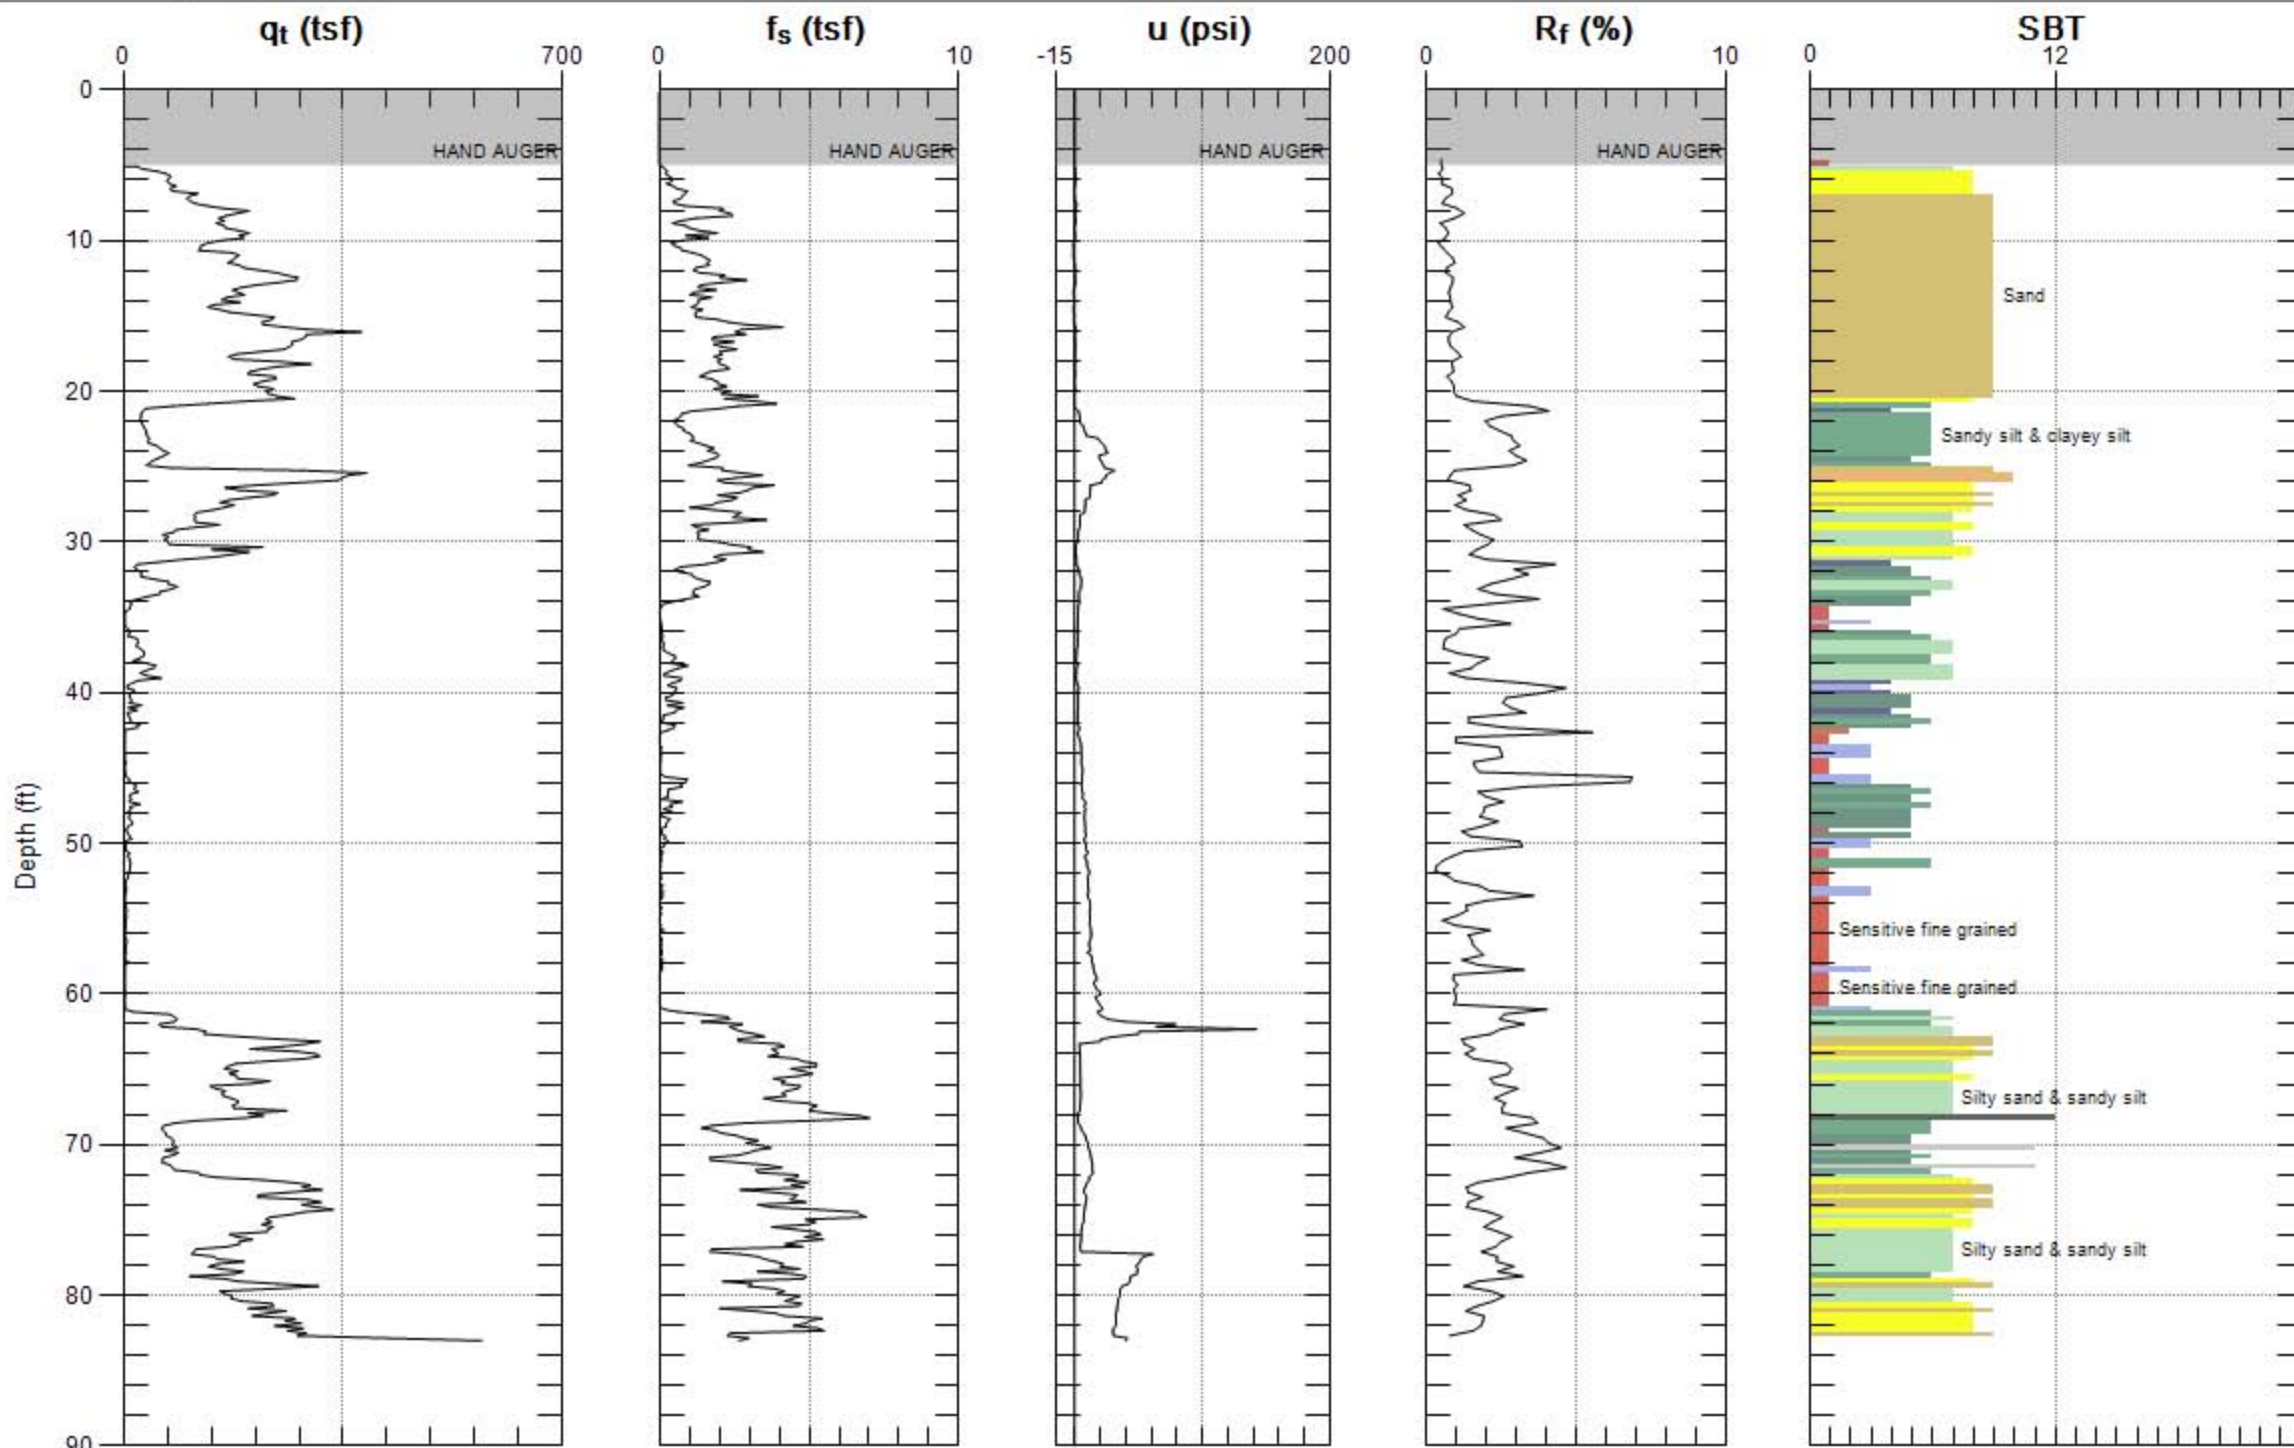 qt (tsf)
fs (tsf)
u (psi)
Rf (%)
SBT
0 700
0 10
-15 200
0 10
0 12
0
HAND AUGER
HAND AUGER
HAND AUGER
HAND AUGER
10
Sand
20
Sandy silt & clayey silt
30
40
Depth (ft)
50
Sensitive fine grained
60
Sensitive fine grained
Silty sand & sandy silt
70
Silty sand & sandy silt
80
90